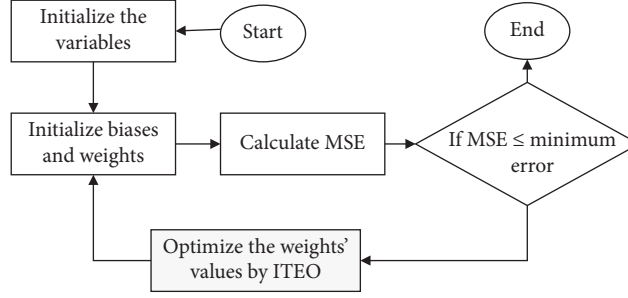 Start
Initialize the
variables
Initialize biases
and weights
Calculate MSE
If MSE ≤ minimum
error
End
Optimize the weights'
values by ITEO